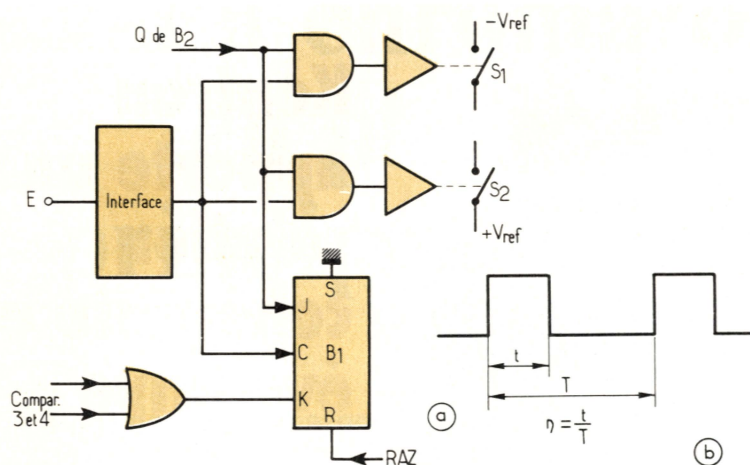 Q de B2
-Vref
S1
E
Interface
S2
+Vref
S
J
C
B1
K
R
Compar.
3 et 4
RAZ
t
T
η = t/T
a
b